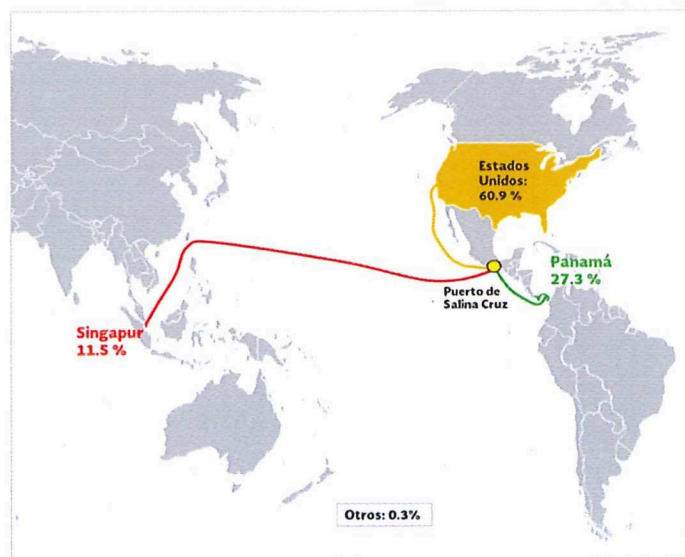 Estados
Unidos:
60.9 %
Panamá
27.3 %
Puerto de
Salina Cruz
Singapur
11.5 %
Otros: 0.3%